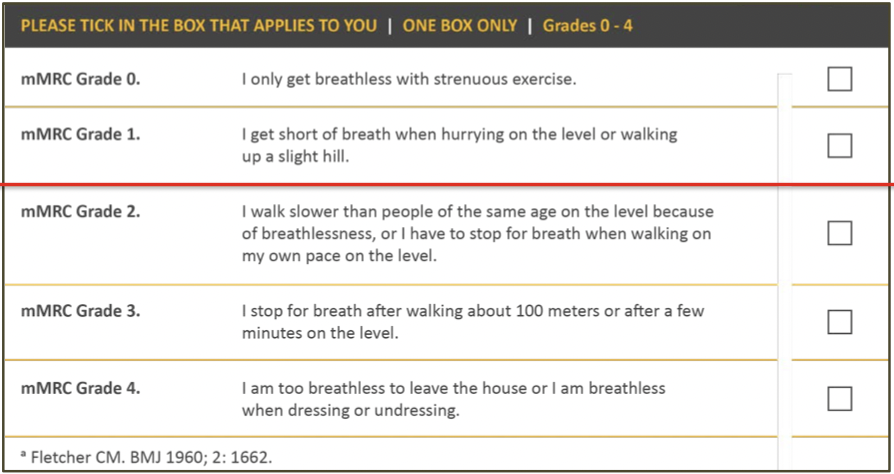 PLEASE TICK IN THE BOX THAT APPLIES TO YOU | ONE BOX ONLY | Grades 0 - 4
mMRC Grade 0. I only get breathless with strenuous exercise.
mMRC Grade 1. I get short of breath when hurrying on the level or walking
up a slight hill.
mMRC Grade 2. I walk slower than people of the same age on the level because
of breathlessness, or I have to stop for breath when walking on
my own pace on the level.
mMRC Grade 3. I stop for breath after walking about 100 meters or after a few
minutes on the level.
mMRC Grade 4. I am too breathless to leave the house or I am breathless
when dressing or undressing.
ᵃ Fletcher CM. BMJ 1960; 2: 1662.